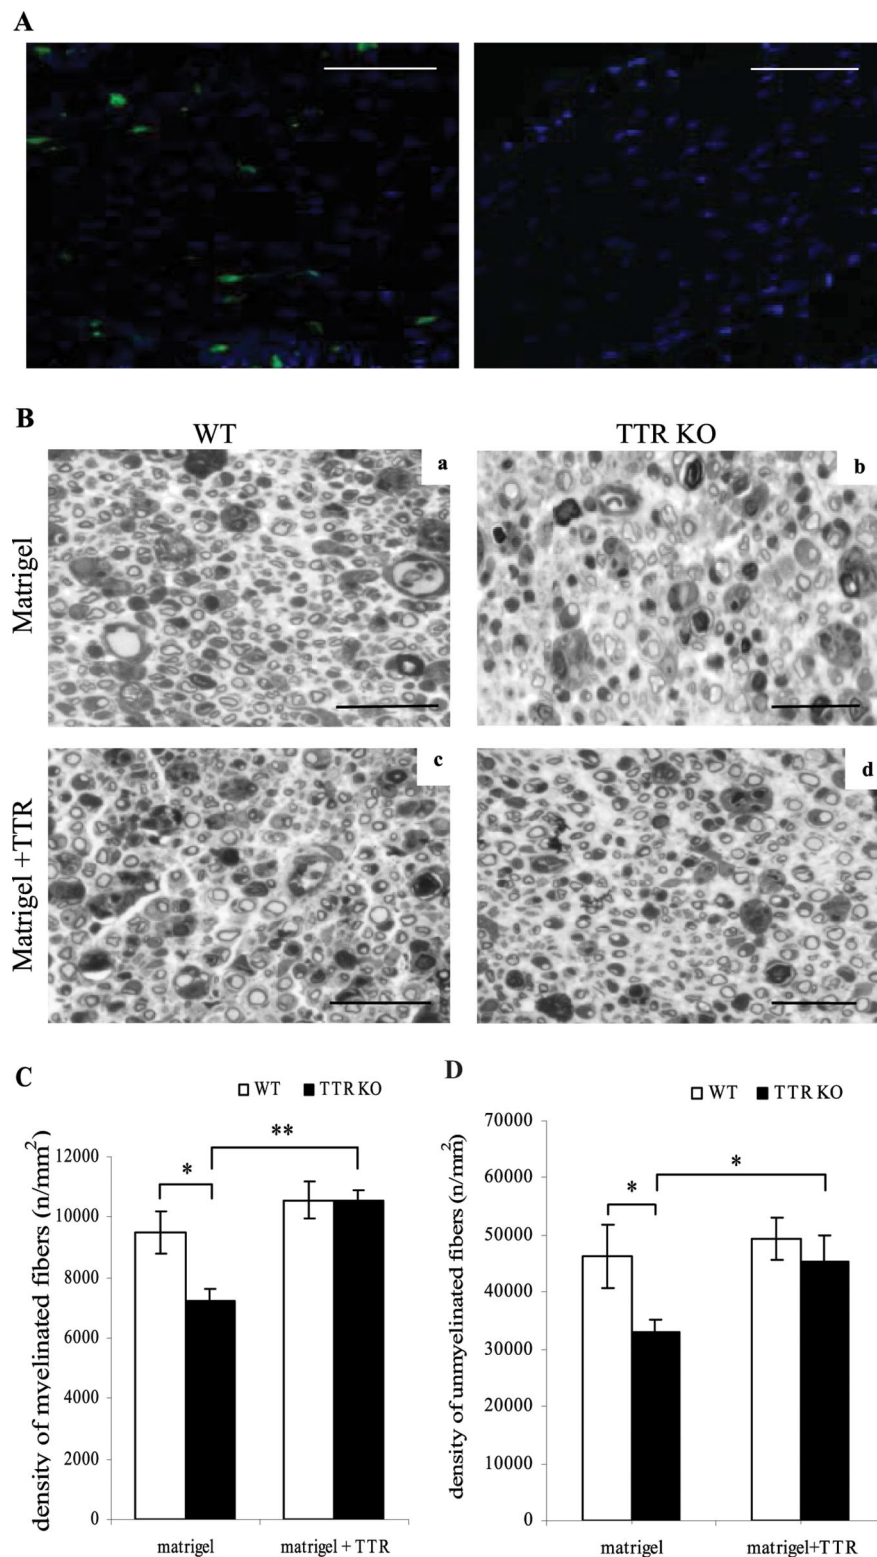 A
B
WT
TTR KO
a
b
Matrigel
c
d
Matrigel +TTR
C
WT
TTR KO
density of myelinated fibers (n/mm²)
12000
10000
8000
6000
4000
2000
0
*
**
matrigel
matrigel + TTR
D
WT
TTR KO
density of unmyelinated fibers (n/mm²)
70000
60000
50000
40000
30000
20000
10000
0
*
*
matrigel
matrigel+TTR